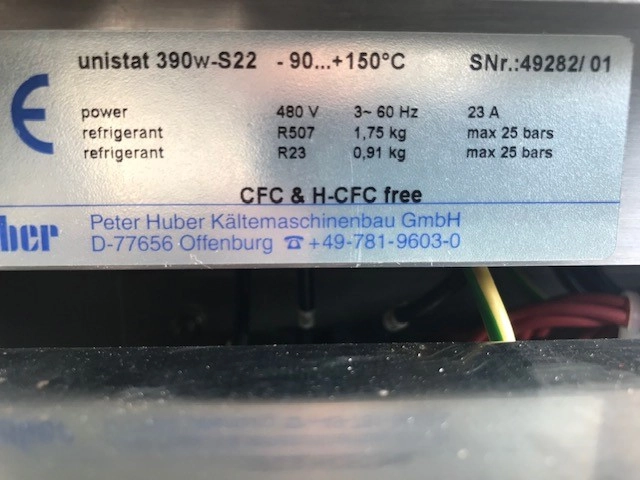 unistat 390w-S22 - 90...+150°C SNr.:49282/ 01
power 480 V 3~ 60 Hz 23 A
refrigerant R507 1,75 kg max 25 bars
refrigerant R23 0,91 kg max 25 bars
CFC & H-CFC free
Peter Huber Kältemaschinenbau GmbH
D-77656 Offenburg ☎ +49-781-9603-0